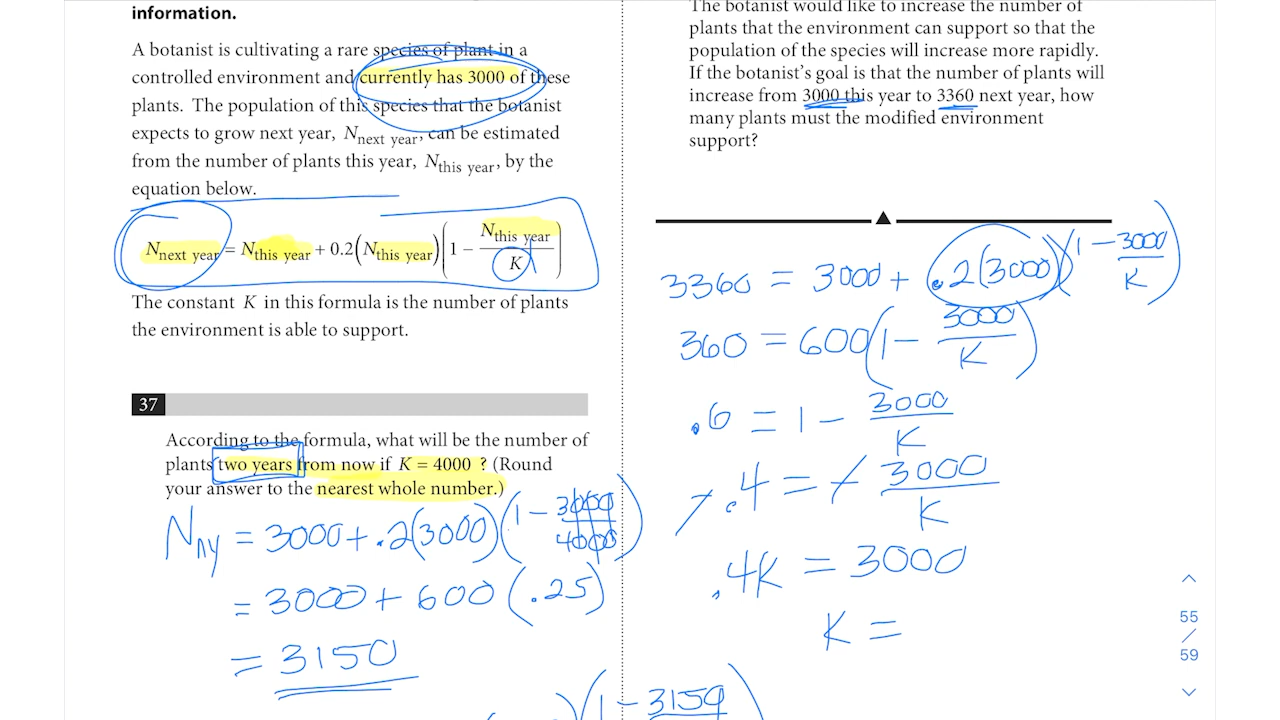 information.
A botanist is cultivating a rare species of plant in a
controlled environment and currently has 3000 of these
plants. The population of this species that the botanist
expects to grow next year, Nnext year, can be estimated
from the number of plants this year, Nthis year, by the
equation below.
Nnext year = Nthis year + 0.2(Nthis year)(1 − Nthis year/K)
The constant K in this formula is the number of plants
the environment is able to support.
37
According to the formula, what will be the number of
plants two years from now if K = 4000 ? (Round
your answer to the nearest whole number.)
Nny = 3000 + .2(3000)(1 − 3000/4000)
= 3000 + 600 (.25)
= 3150
(1 − 3150
The botanist would like to increase the number of
plants that the environment can support so that the
population of the species will increase more rapidly.
If the botanist's goal is that the number of plants will
increase from 3000 this year to 3360 next year, how
many plants must the modified environment
support?
3360 = 3000 + .2(3000)(1 − 3000/K)
360 = 600(1 − 3000/K)
.6 = 1 − 3000/K
-.4 = - 3000/K
.4K = 3000
K =
55
/
59